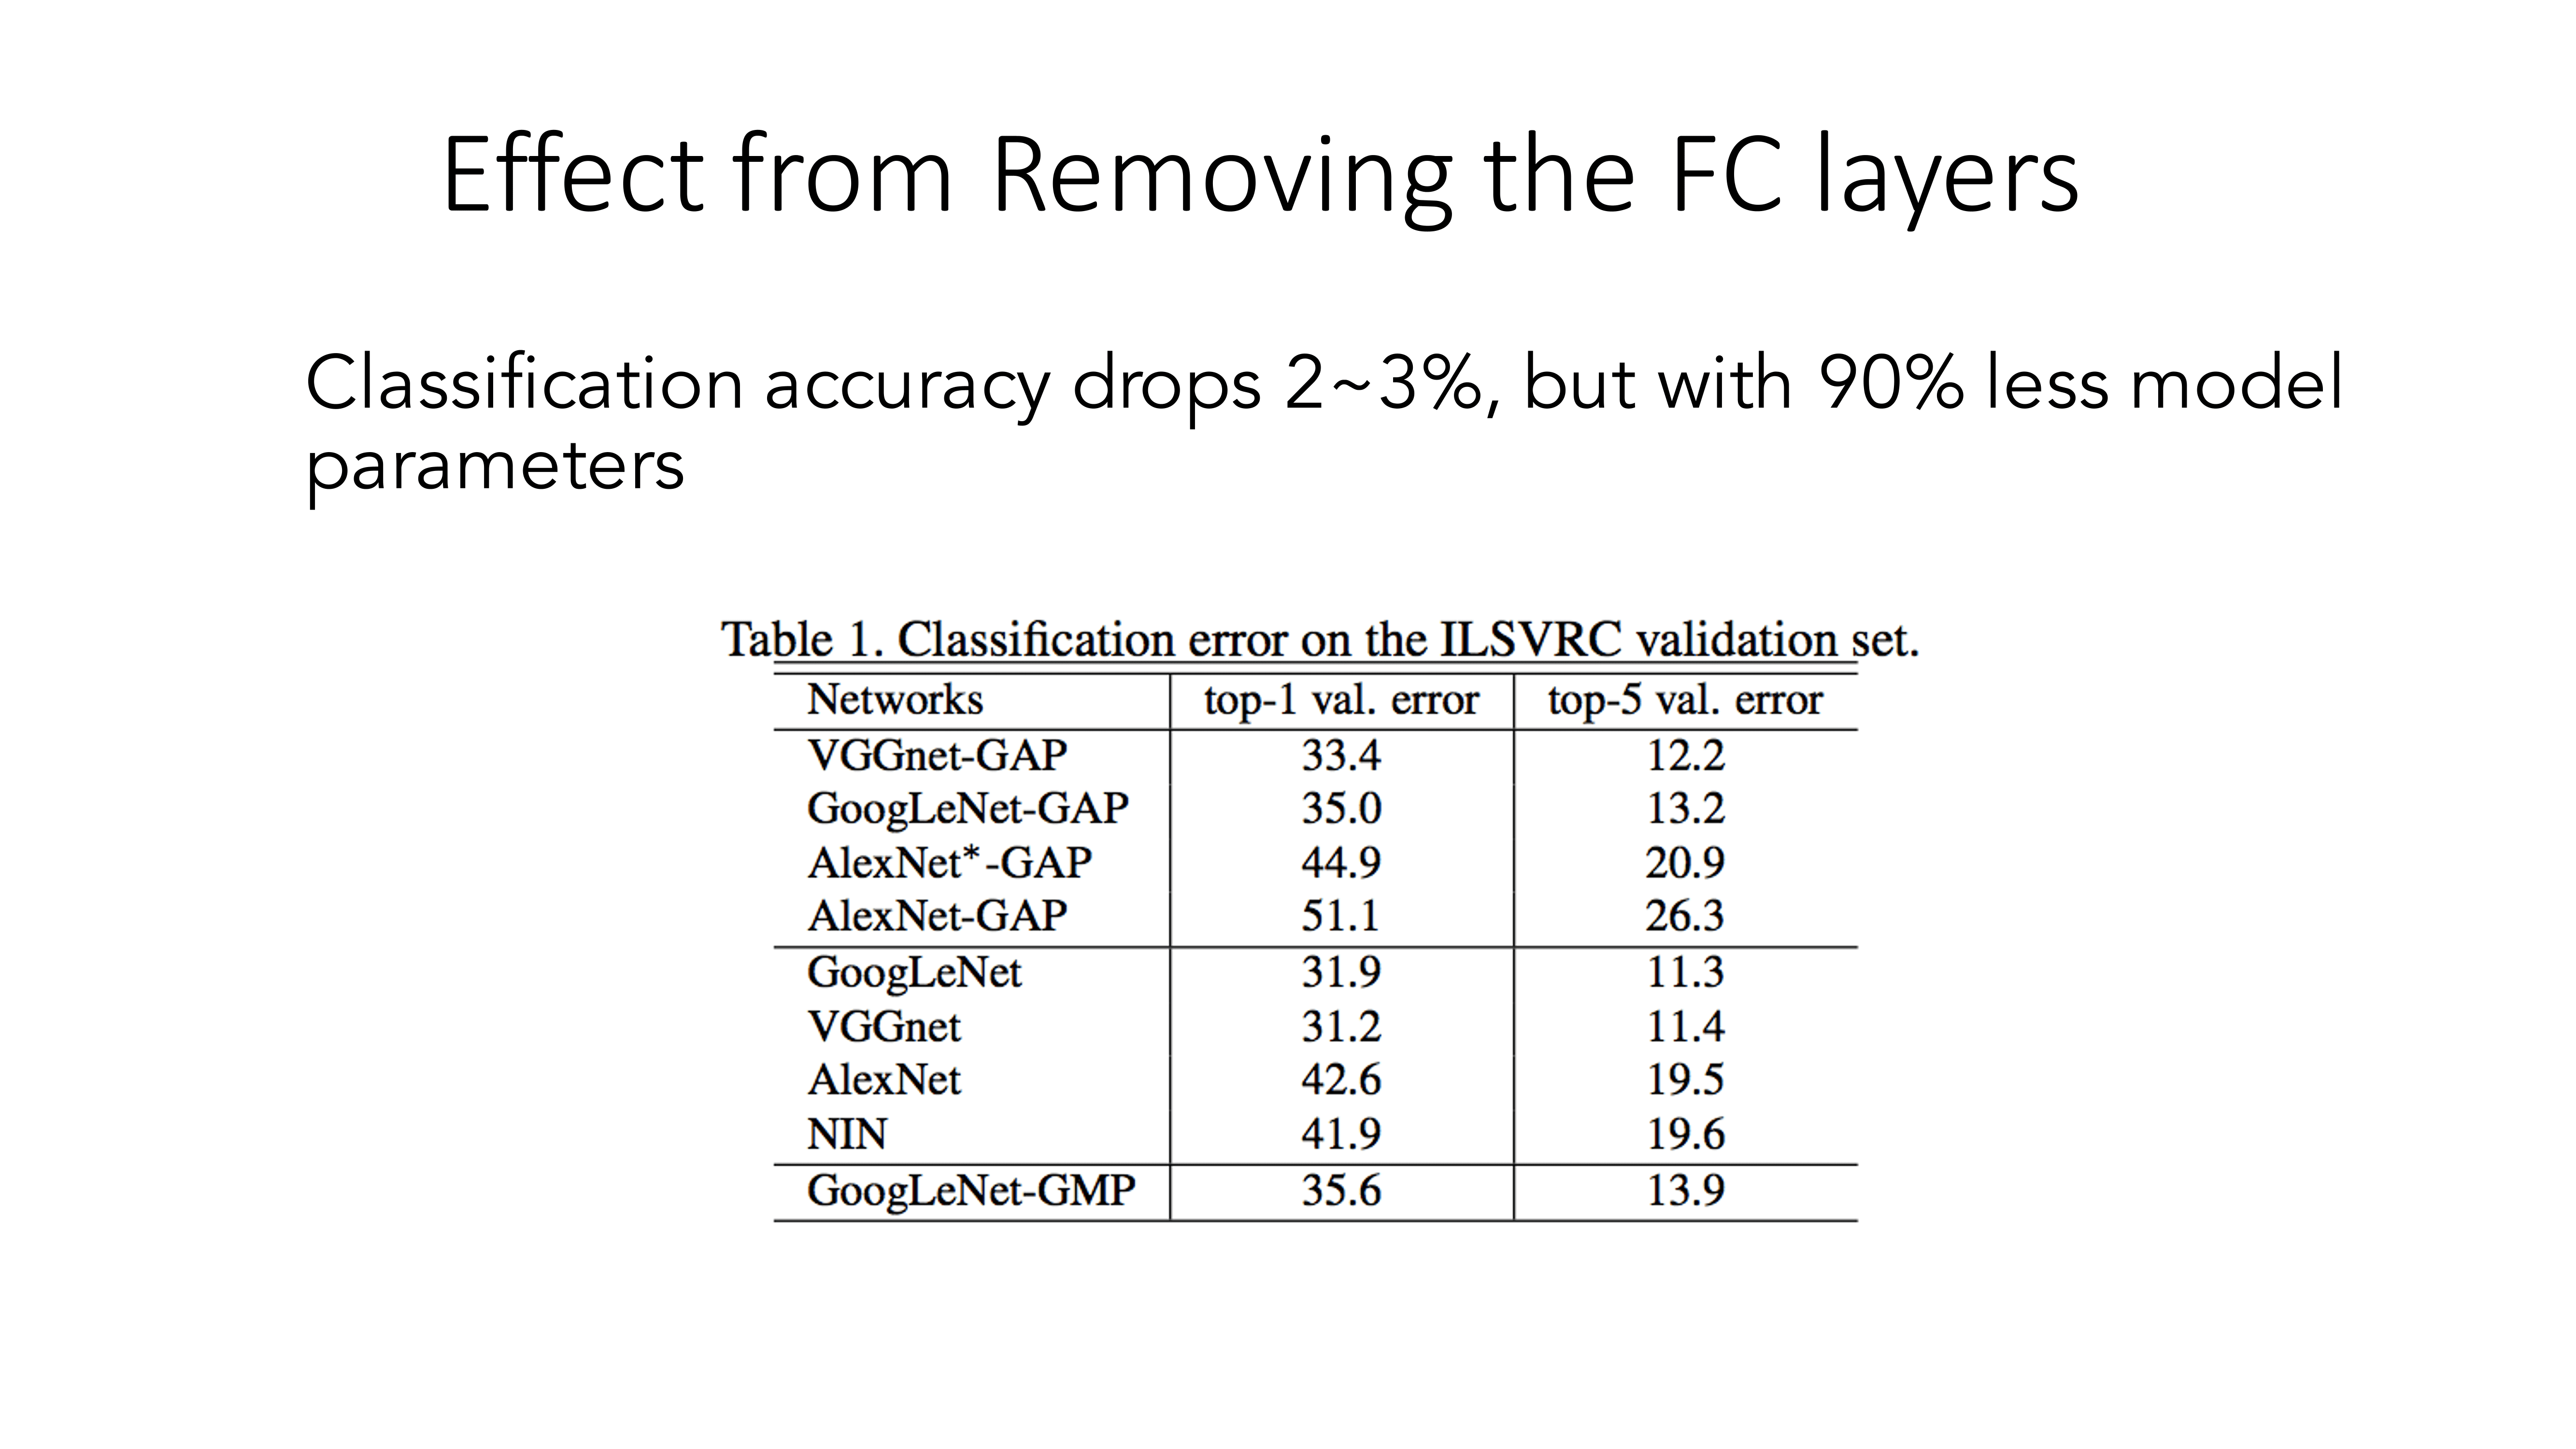 Effect from Removing the FC layers
Classification accuracy drops 2~3%, but with 90% less model
parameters
Table 1. Classification error on the ILSVRC validation set.
Networks top-1 val. error top-5 val. error
VGGnet-GAP 33.4 12.2
GoogLeNet-GAP 35.0 13.2
AlexNet*-GAP 44.9 20.9
AlexNet-GAP 51.1 26.3
GoogLeNet 31.9 11.3
VGGnet 31.2 11.4
AlexNet 42.6 19.5
NIN 41.9 19.6
GoogLeNet-GMP 35.6 13.9